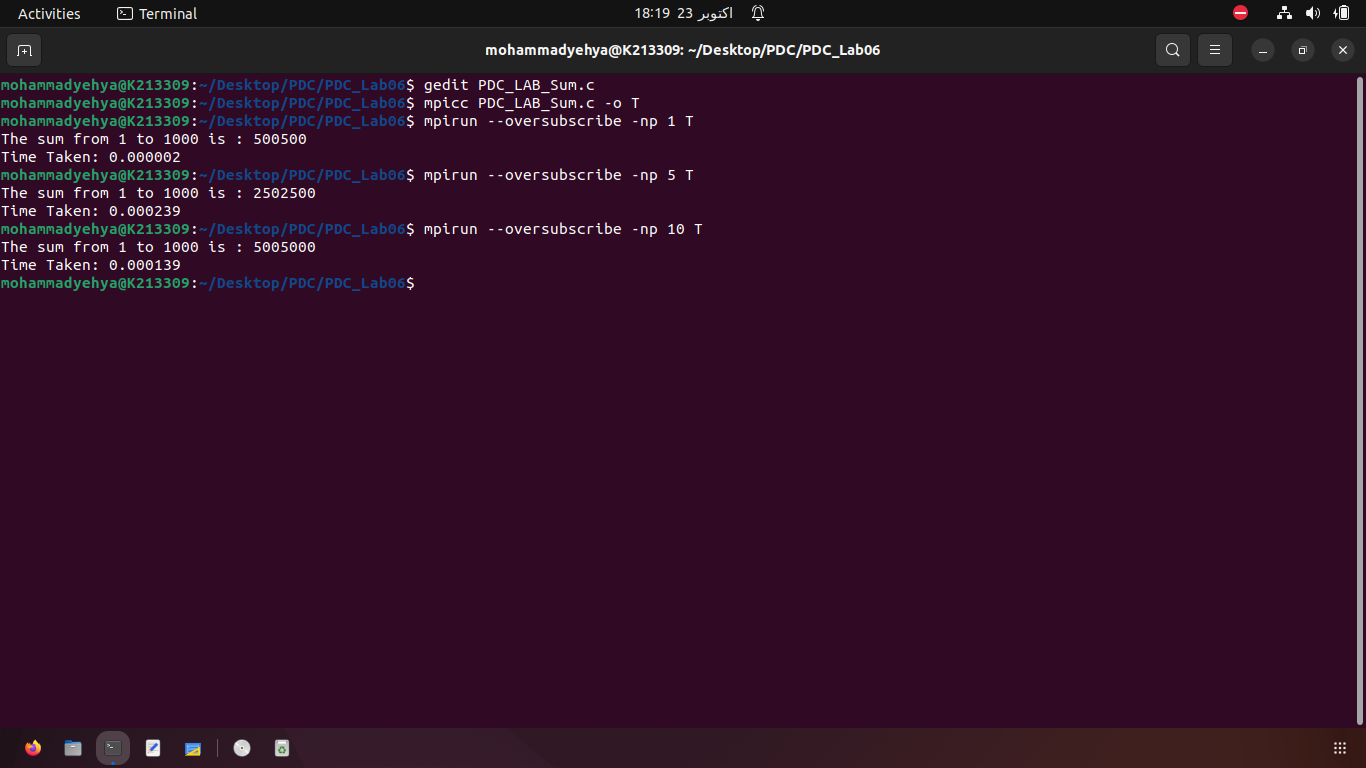 Activities
Terminal
18:19 23 اکتوبر
mohammadyehya@K213309: ~/Desktop/PDC/PDC_Lab06
mohammadyehya@K213309:~/Desktop/PDC/PDC_Lab06$ gedit PDC_LAB_Sum.c
mohammadyehya@K213309:~/Desktop/PDC/PDC_Lab06$ mpicc PDC_LAB_Sum.c -o T
mohammadyehya@K213309:~/Desktop/PDC/PDC_Lab06$ mpirun --oversubscribe -np 1 T
The sum from 1 to 1000 is : 500500
Time Taken: 0.000002
mohammadyehya@K213309:~/Desktop/PDC/PDC_Lab06$ mpirun --oversubscribe -np 5 T
The sum from 1 to 1000 is : 2502500
Time Taken: 0.000239
mohammadyehya@K213309:~/Desktop/PDC/PDC_Lab06$ mpirun --oversubscribe -np 10 T
The sum from 1 to 1000 is : 5005000
Time Taken: 0.000139
mohammadyehya@K213309:~/Desktop/PDC/PDC_Lab06$